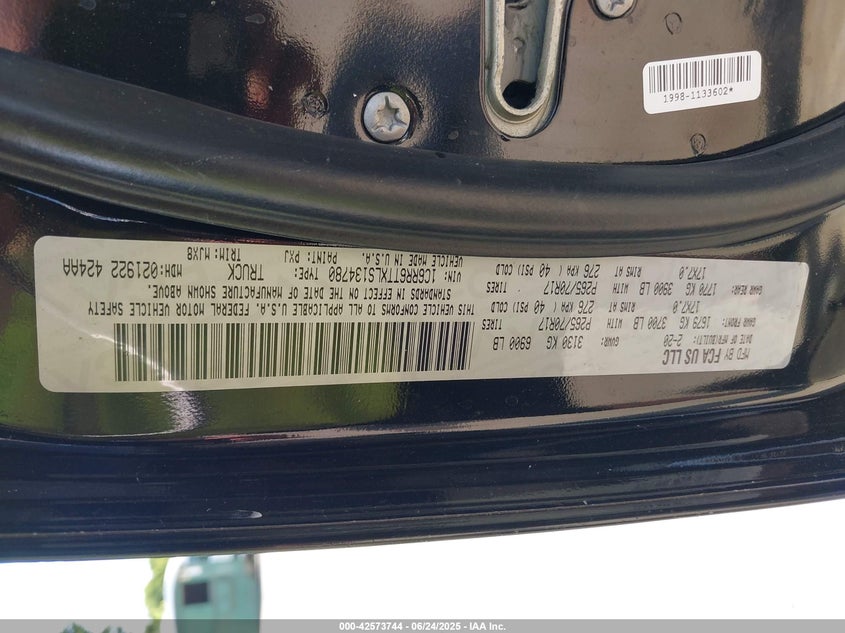 1998-1133602*
MFD BY FCA US LLC
DATE OF MFR(BUILT): 2-20 GVWR: 3130 KG 6900 LB
GAWR FRONT: 1679 KG 3700 LB WITH P265/70R17 TIRES
17X7.0 RIMS AT 276 KPA ( 40 PSI) COLD
GAWR REAR: 1770 KG 3900 LB WITH P265/70R17 TIRES
17X7.0 RIMS AT 276 KPA ( 40 PSI) COLD
THIS VEHICLE CONFORMS TO ALL APPLICABLE U.S.A. FEDERAL MOTOR VEHICLE SAFETY
STANDARDS IN EFFECT ON THE DATE OF MANUFACTURE SHOWN ABOVE.
VIN: 1C6RR6TTXLS134780 TYPE: TRUCK MDH:021922 424AA
VEHICLE MADE IN U.S.A. PAINT: PXJ TRIM:MJX8
000-42573744 - 06/24/2025 - IAA Inc.